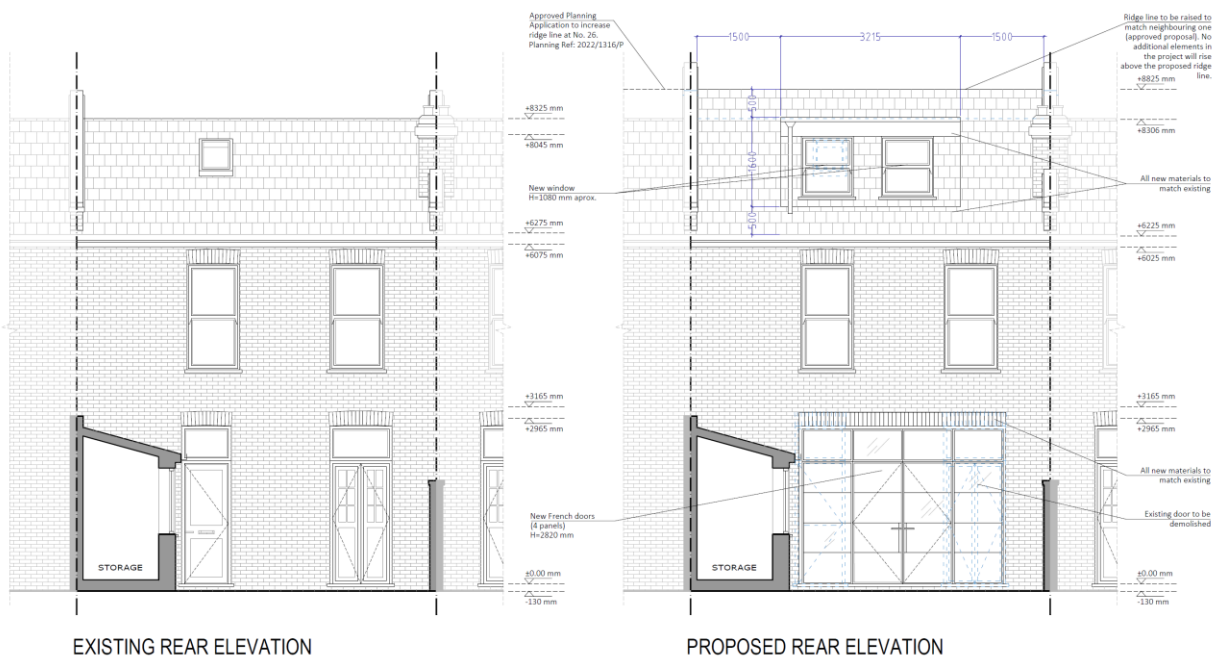 +8325 mm
+8045 mm
New window
H=1080 mm aprox.
+6275 mm
+6075 mm
+3165 mm
+2965 mm
New French doors
(4 panels)
H=2820 mm
STORAGE
±0.00 mm
-130 mm
EXISTING REAR ELEVATION
Approved Planning
Application to increase
ridge line at No. 26.
Planning Ref: 2022/1316/P
1500
3215
1500
Ridge line to be raised to
match neighbouring one
(approved proposal). No
additional elements in
the project will rise
above the proposed ridge
line.
+8825 mm
500
+8306 mm
1600
All new materials to
match existing
500
+6225 mm
+6025 mm
+3165 mm
+2965 mm
All new materials to
match existing
Existing door to be
demolished
STORAGE
±0.00 mm
-130 mm
PROPOSED REAR ELEVATION